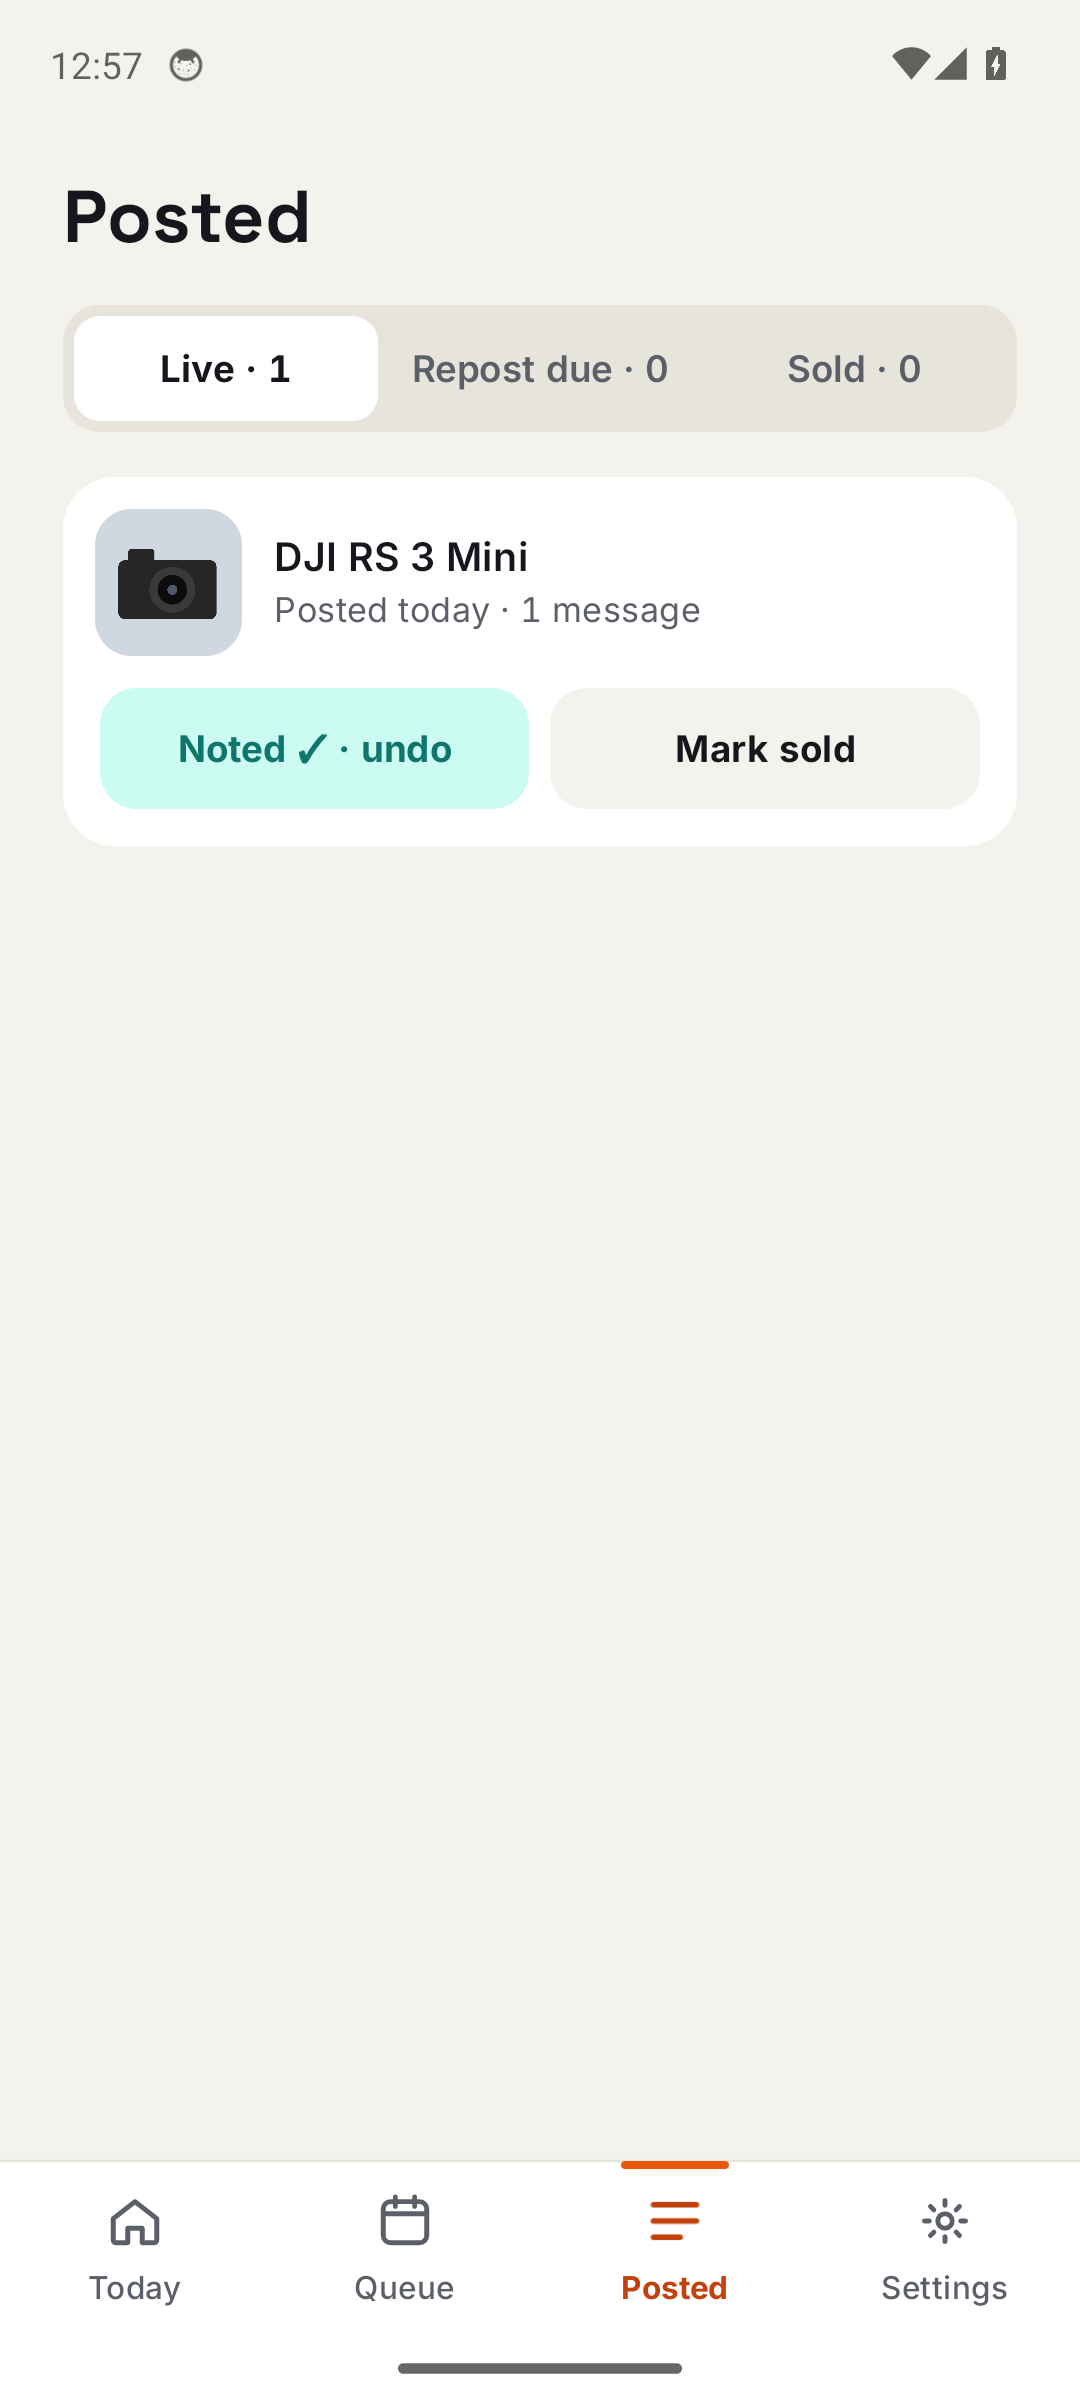 12:57
Posted
Live · 1
Repost due · 0
Sold · 0
DJI RS 3 Mini
Posted today · 1 message
Noted ✓ · undo
Mark sold
Today
Queue
Posted
Settings